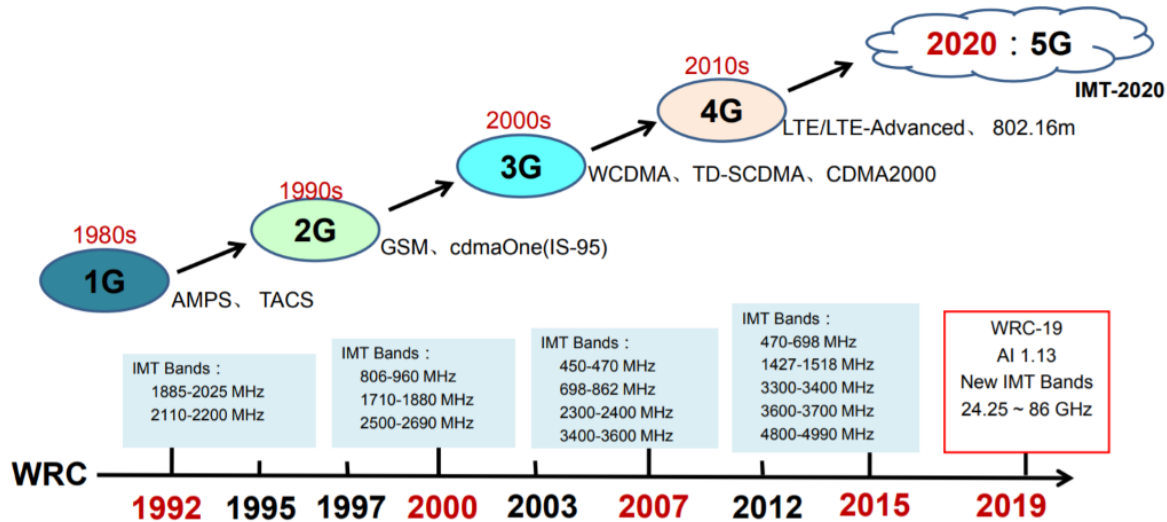 2020：5G
IMT-2020
2010s
4G
LTE/LTE-Advanced、 802.16m
2000s
3G
WCDMA、TD-SCDMA、CDMA2000
1990s
2G
GSM、cdmaOne(IS-95)
1980s
1G
AMPS、 TACS
IMT Bands：
1885-2025 MHz
2110-2200 MHz
IMT Bands：
806-960 MHz
1710-1880 MHz
2500-2690 MHz
IMT Bands：
450-470 MHz
698-862 MHz
2300-2400 MHz
3400-3600 MHz
IMT Bands：
470-698 MHz
1427-1518 MHz
3300-3400 MHz
3600-3700 MHz
4800-4990 MHz
WRC-19
AI 1.13
New IMT Bands
24.25 ~ 86 GHz
WRC
1992 1995 1997 2000 2003 2007 2012 2015 2019